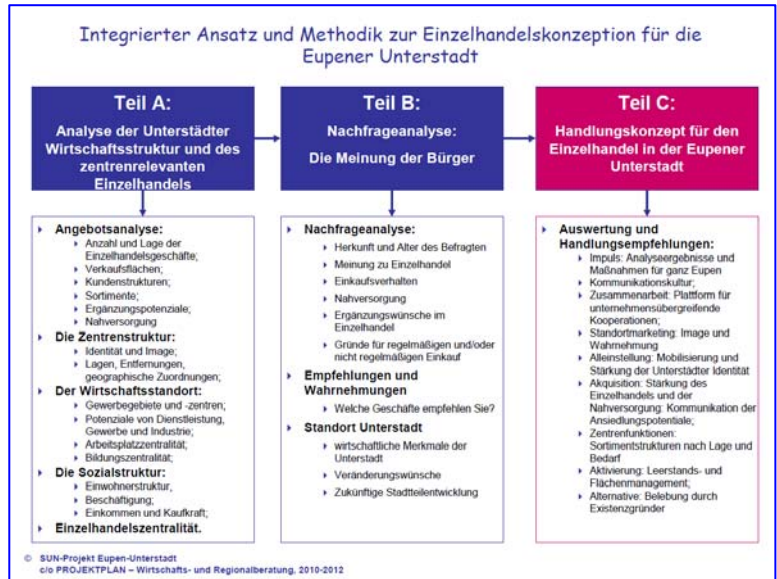 Integrierter Ansatz und Methodik zur Einzelhandelskonzeption für die
Eupener Unterstadt
Teil A:
Analyse der Unterstädter
Wirtschaftsstruktur und des
zentrenrelevanten
Einzelhandels
Angebotsanalyse:
Anzahl und Lage der
Einzelhandelsgeschäfte;
Verkaufsflächen;
Kundenstrukturen;
Sortimente;
Ergänzungspotenziale;
Nahversorgung
Die Zentrenstruktur:
Identität und Image;
Lagen, Entfernungen,
geographische Zuordnungen;
Der Wirtschaftsstandort:
Gewerbegebiete und -zentren;
Potenziale von Dienstleistung,
Gewerbe und Industrie;
Arbeitsplatzzentralität;
Bildungszentralität;
Die Sozialstruktur:
Einwohnerstruktur,
Beschäftigung;
Einkommen und Kaufkraft;
Einzelhandelszentralität.
Teil B:
Nachfrageanalyse:
Die Meinung der Bürger
Nachfrageanalyse:
Herkunft und Alter des Befragten
Meinung zu Einzelhandel
Einkaufsverhalten
Nahversorgung
Ergänzungswünsche im
Einzelhandel
Gründe für regelmäßigen und/oder
nicht regelmäßigen Einkauf
Empfehlungen und
Wahrnehmungen
Welche Geschäfte empfehlen Sie?
Standort Unterstadt
wirtschaftliche Merkmale der
Unterstadt
Veränderungswünsche
Zukünftige Stadtteilentwicklung
Teil C:
Handlungskonzept für den
Einzelhandel in der Eupener
Unterstadt
Auswertung und
Handlungsempfehlungen:
Impuls: Analyseergebnisse und
Maßnahmen für ganz Eupen
Kommunikationskultur;
Zusammenarbeit: Plattform für
unternehmensübergreifende
Kooperationen;
Standortmarketing: Image und
Wahrnehmung
Alleinstellung: Mobilisierung und
Stärkung der Unterstädter Identität
Akquisition: Stärkung des
Einzelhandels und der
Nahversorgung: Kommunikation der
Ansiedlungspotentiale;
Zentrenfunktionen:
Sortimentstrukturen nach Lage und
Bedarf
Aktivierung: Leerstands- und
Flächenmanagement;
Alternative: Belebung durch
Existenzgründer
© SUN-Projekt Eupen-Unterstadt
c/o PROJEKTPLAN – Wirtschafts- und Regionalberatung, 2010-2012